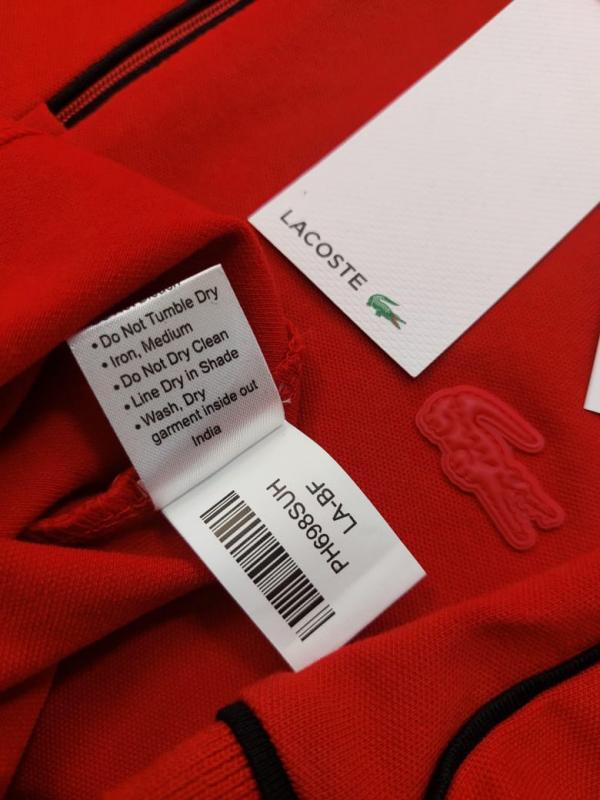 LACOSTE
• Do Not Tumble Dry
• Iron, Medium
• Do Not Dry Clean
• Line Dry in Shade
• Wash, Dry
garment inside out
India
PH698SUH
LA-BF